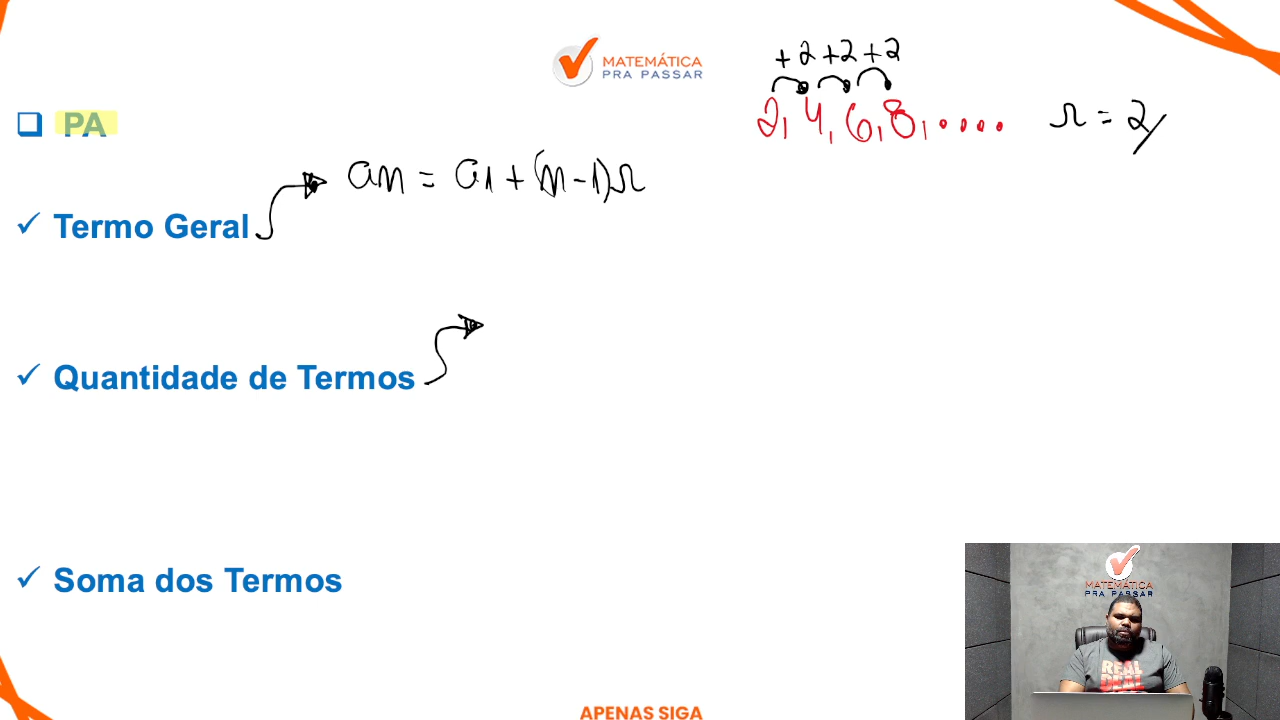 MATEMÁTICA
PRA PASSAR
+2 +2 +2
2, 4, 6, 8, ..... r = 2
PA
an = a1 + (n-1)r
Termo Geral
Quantidade de Termos
Soma dos Termos
MATEMÁTICA
PRA PASSAR
REAL
DEAL
APENAS SIGA